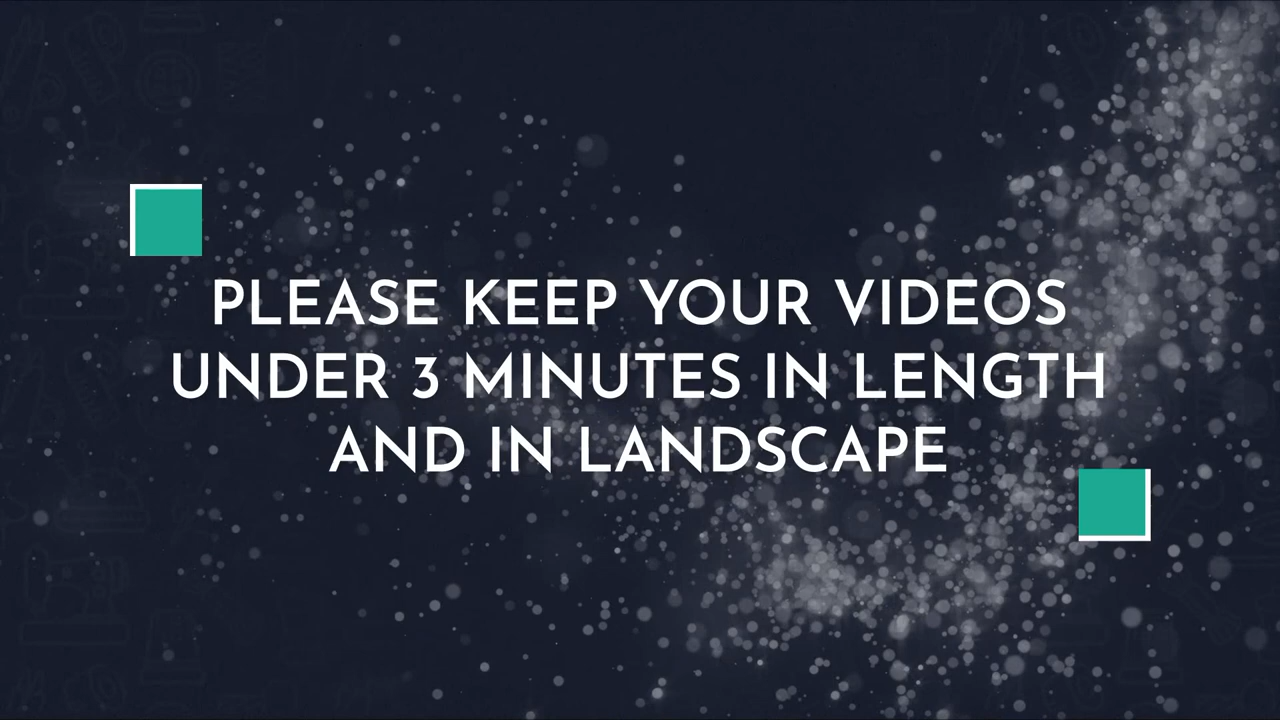 PLEASE KEEP YOUR VIDEOS
UNDER 3 MINUTES IN LENGTH
AND IN LANDSCAPE